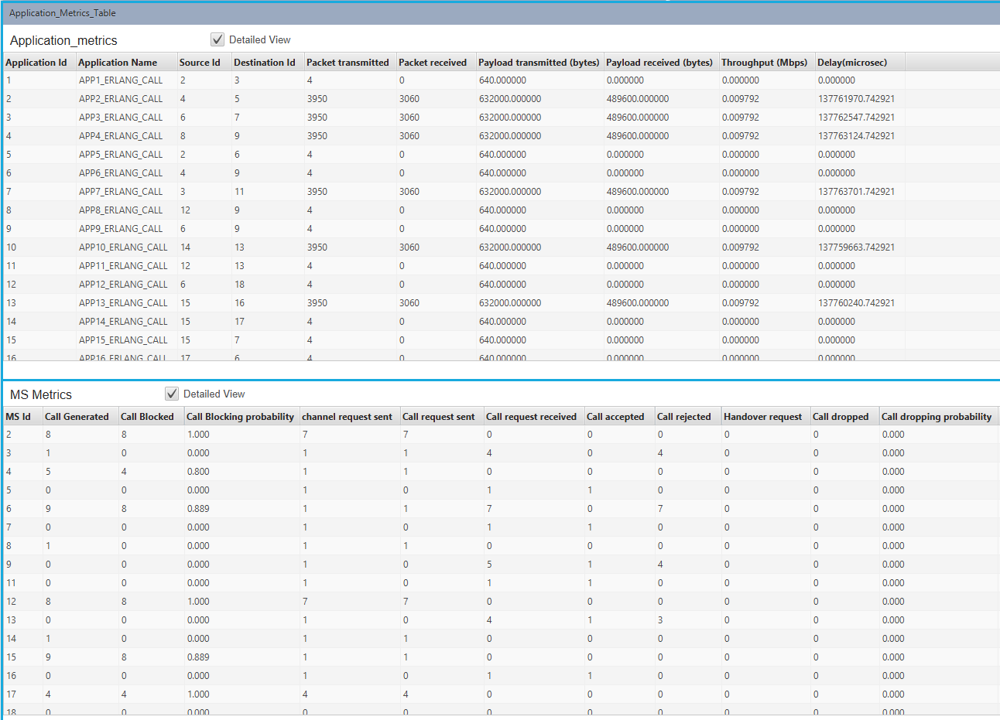 Application_Metrics_Table
Application_metrics Detailed View
Application Id Application Name Source Id Destination Id Packet transmitted Packet received Payload transmitted (bytes) Payload received (bytes) Throughput (Mbps) Delay(microsec)
1 APP1_ERLANG_CALL 2 3 4 0 640.000000 0.000000 0.000000 0.000000
2 APP2_ERLANG_CALL 4 5 3950 3060 632000.000000 489600.000000 0.009792 137761970.742921
3 APP3_ERLANG_CALL 6 7 3950 3060 632000.000000 489600.000000 0.009792 137762547.742921
4 APP4_ERLANG_CALL 8 9 3950 3060 632000.000000 489600.000000 0.009792 137763124.742921
5 APP5_ERLANG_CALL 2 6 4 0 640.000000 0.000000 0.000000 0.000000
6 APP6_ERLANG_CALL 4 9 4 0 640.000000 0.000000 0.000000 0.000000
7 APP7_ERLANG_CALL 3 11 3950 3060 632000.000000 489600.000000 0.009792 137763701.742921
8 APP8_ERLANG_CALL 12 9 4 0 640.000000 0.000000 0.000000 0.000000
9 APP9_ERLANG_CALL 6 9 4 0 640.000000 0.000000 0.000000 0.000000
10 APP10_ERLANG_CALL 14 13 3950 3060 632000.000000 489600.000000 0.009792 137759663.742921
11 APP11_ERLANG_CALL 12 13 4 0 640.000000 0.000000 0.000000 0.000000
12 APP12_ERLANG_CALL 6 18 4 0 640.000000 0.000000 0.000000 0.000000
13 APP13_ERLANG_CALL 15 16 3950 3060 632000.000000 489600.000000 0.009792 137760240.742921
14 APP14_ERLANG_CALL 15 17 4 0 640.000000 0.000000 0.000000 0.000000
15 APP15_ERLANG_CALL 15 7 4 0 640.000000 0.000000 0.000000 0.000000
16 APP16_ERLANG_CALL 17 6 4 0 640.000000 0.000000 0.000000 0.000000
MS Metrics Detailed View
MS Id Call Generated Call Blocked Call Blocking probability channel request sent Call request sent Call request received Call accepted Call rejected Handover request Call dropped Call dropping probability
2 8 8 1.000 7 7 0 0 0 0 0 0.000
3 1 0 0.000 1 1 4 0 4 0 0 0.000
4 5 4 0.800 1 1 0 0 0 0 0 0.000
5 0 0 0.000 1 0 1 1 0 0 0 0.000
6 9 8 0.889 1 1 7 0 7 0 0 0.000
7 0 0 0.000 1 0 1 1 0 0 0 0.000
8 1 0 0.000 1 1 0 0 0 0 0 0.000
9 0 0 0.000 1 0 5 1 4 0 0 0.000
11 0 0 0.000 1 0 1 1 0 0 0 0.000
12 8 8 1.000 7 7 0 0 0 0 0 0.000
13 0 0 0.000 1 0 4 1 3 0 0 0.000
14 1 0 0.000 1 1 0 0 0 0 0 0.000
15 9 8 0.889 1 1 0 0 0 0 0 0.000
16 0 0 0.000 1 0 1 1 0 0 0 0.000
17 4 4 1.000 4 4 0 0 0 0 0 0.000
18 0 0 0.000 0 0 0 0 0 0 0 0.000